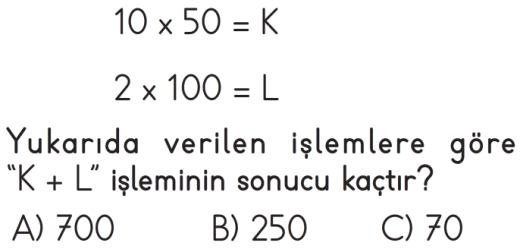 10 x 50 = K
2 x 100 = L
Yukarıda verilen işlemlere göre
"K + L" işleminin sonucu kaçtır?
A) 700 B) 250 C) 70